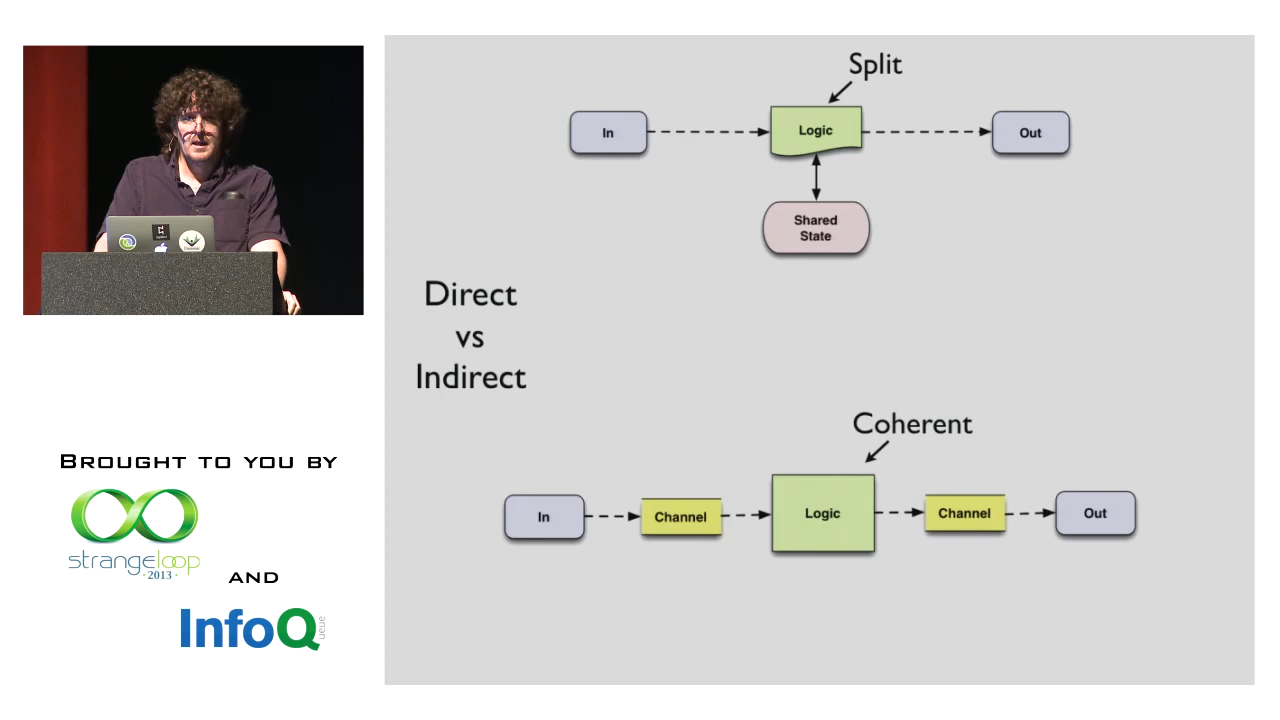 Split
In
Logic
Out
Shared
State
Direct
vs
Indirect
Coherent
In
Channel
Logic
Channel
Out
BROUGHT TO YOU BY
strangeloop
·2013·
AND
InfoQ
ueue